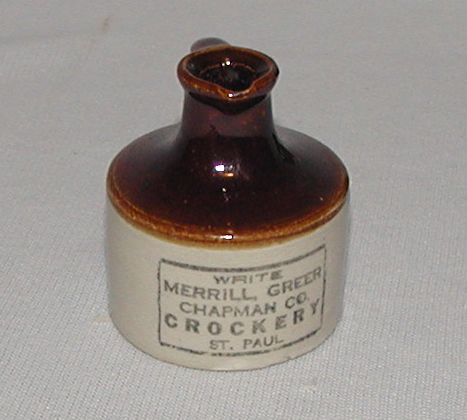 WRITE
MERRILL, GREER
CHAPMAN CO.
CROCKERY
ST. PAUL